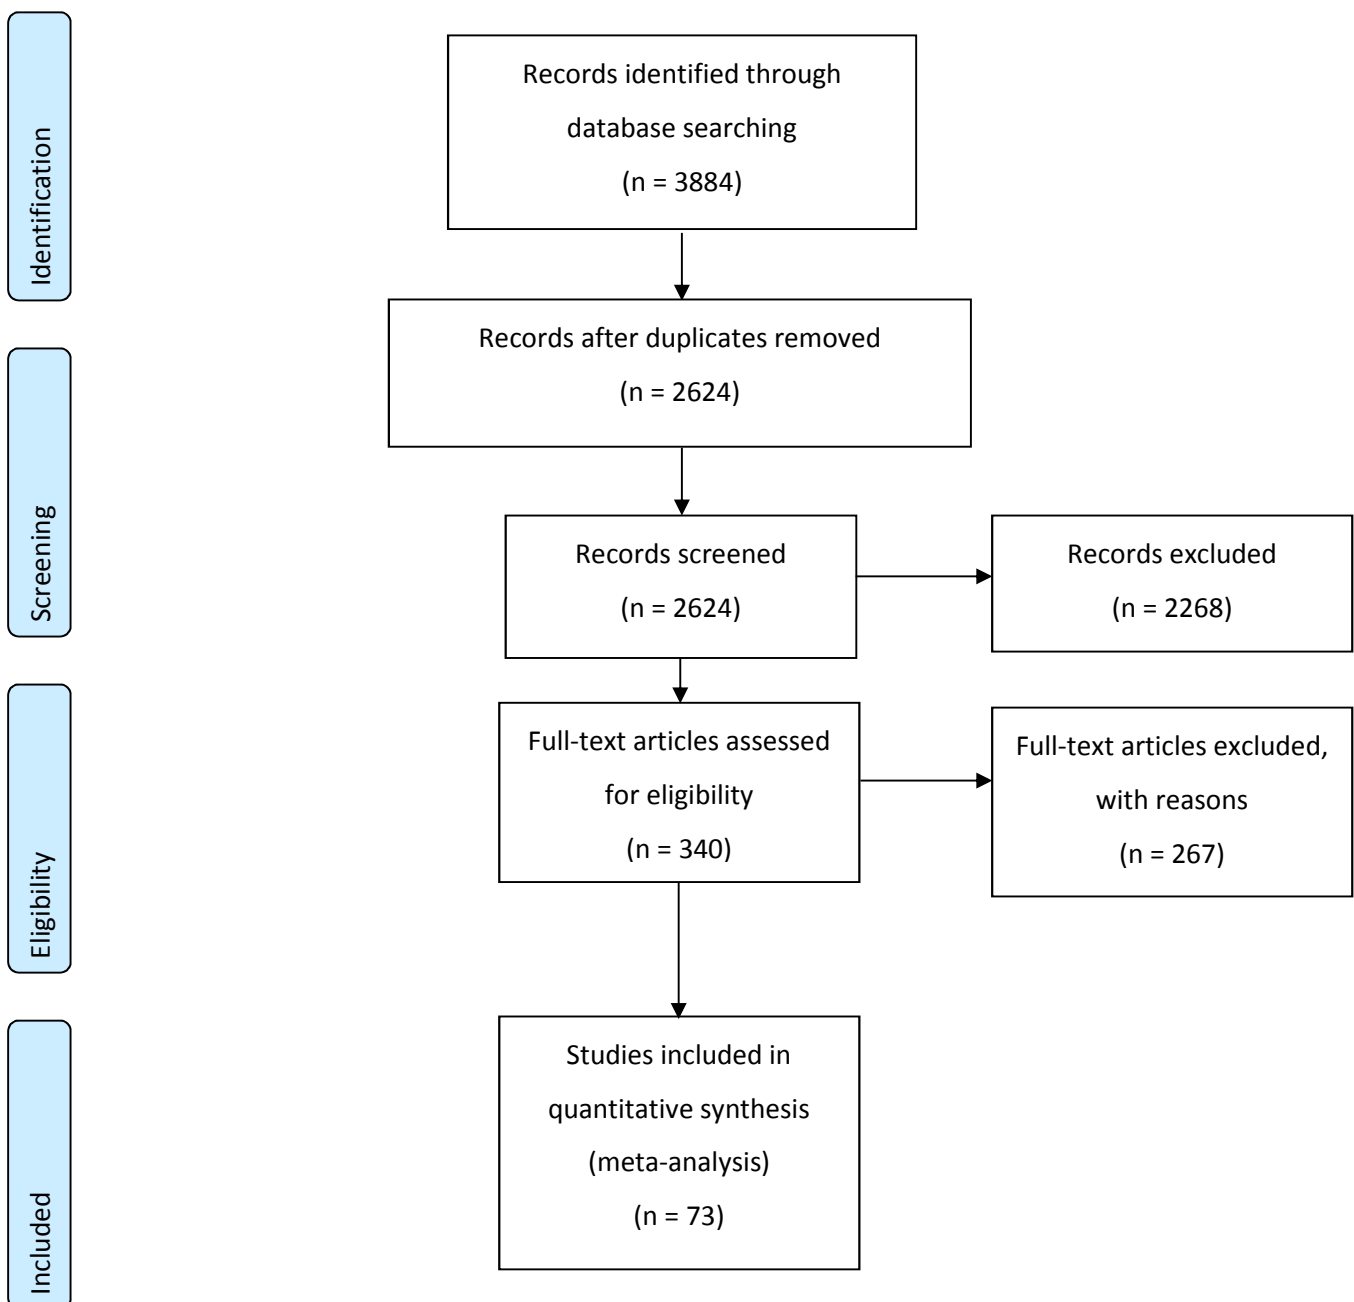 Identification
Records identified through
database searching
(n = 3884)
Records after duplicates removed
(n = 2624)
Screening
Records screened
(n = 2624)
Records excluded
(n = 2268)
Eligibility
Full-text articles assessed
for eligibility
(n = 340)
Full-text articles excluded,
with reasons
(n = 267)
Included
Studies included in
quantitative synthesis
(meta-analysis)
(n = 73)